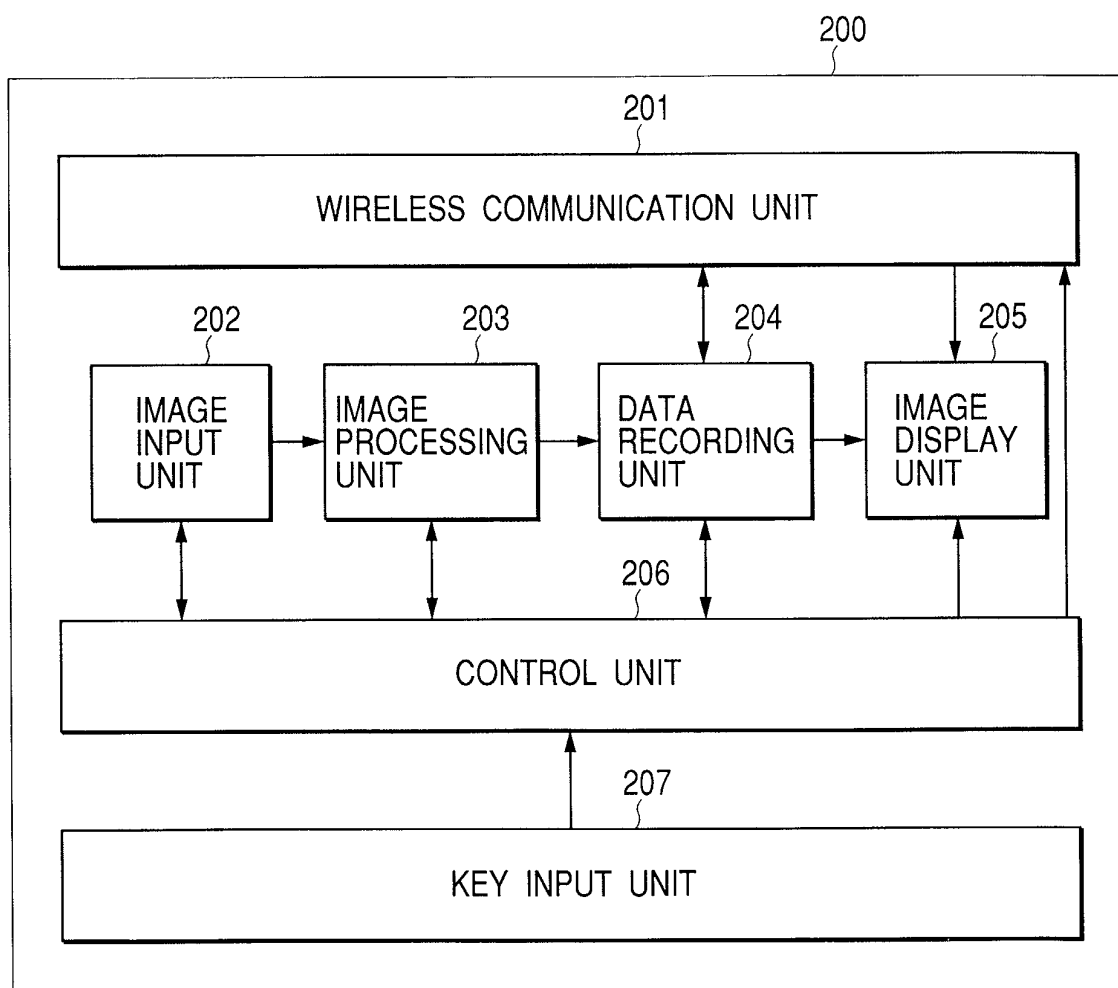 200
201
WIRELESS COMMUNICATION UNIT
202
203
204
205
IMAGE
INPUT
UNIT
IMAGE
PROCESSING
UNIT
DATA
RECORDING
UNIT
IMAGE
DISPLAY
UNIT
206
CONTROL UNIT
207
KEY INPUT UNIT